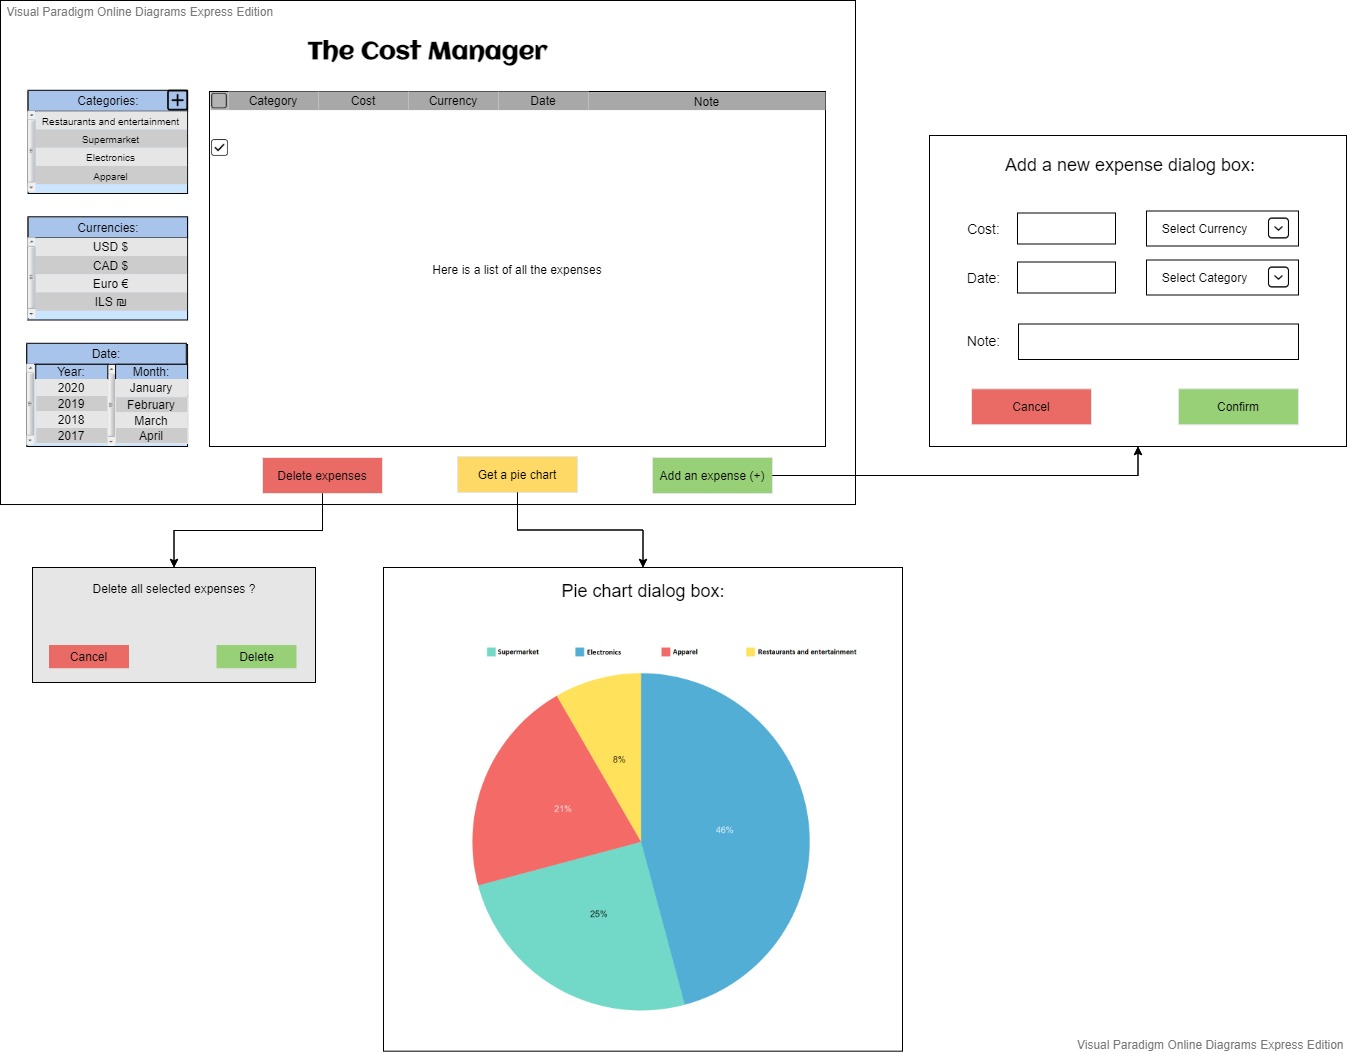 Visual Paradigm Online Diagrams Express Edition
The Cost Manager
Categories:
Restaurants and entertainment
Supermarket
Electronics
Apparel
Currencies:
USD $
CAD $
Euro €
ILS ₪
Date:
Year: Month:
2020 January
2019 February
2018 March
2017 April
Category Cost Currency Date Note
Here is a list of all the expenses
Delete expenses Get a pie chart Add an expense (+)
Add a new expense dialog box:
Cost: Select Currency
Date: Select Category
Note:
Cancel Confirm
Delete all selected expenses ?
Cancel Delete
Pie chart dialog box:
Supermarket Electronics Apparel Restaurants and entertainment
8%
21%
46%
25%
Visual Paradigm Online Diagrams Express Edition